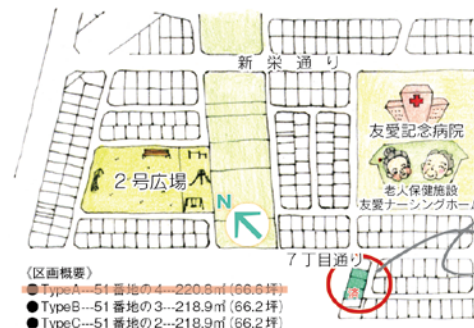 新栄通り
友愛記念病院
老人保健施設
友愛ナーシングホーム
2号広場
N
7丁目通り
〈区画概要〉
●TypeA---51番地の4---220.8㎡(66.6坪)
●TypeB---51番地の3---218.9㎡(66.2坪)
●TypeC---51番地の2---218.9㎡(66.2坪)